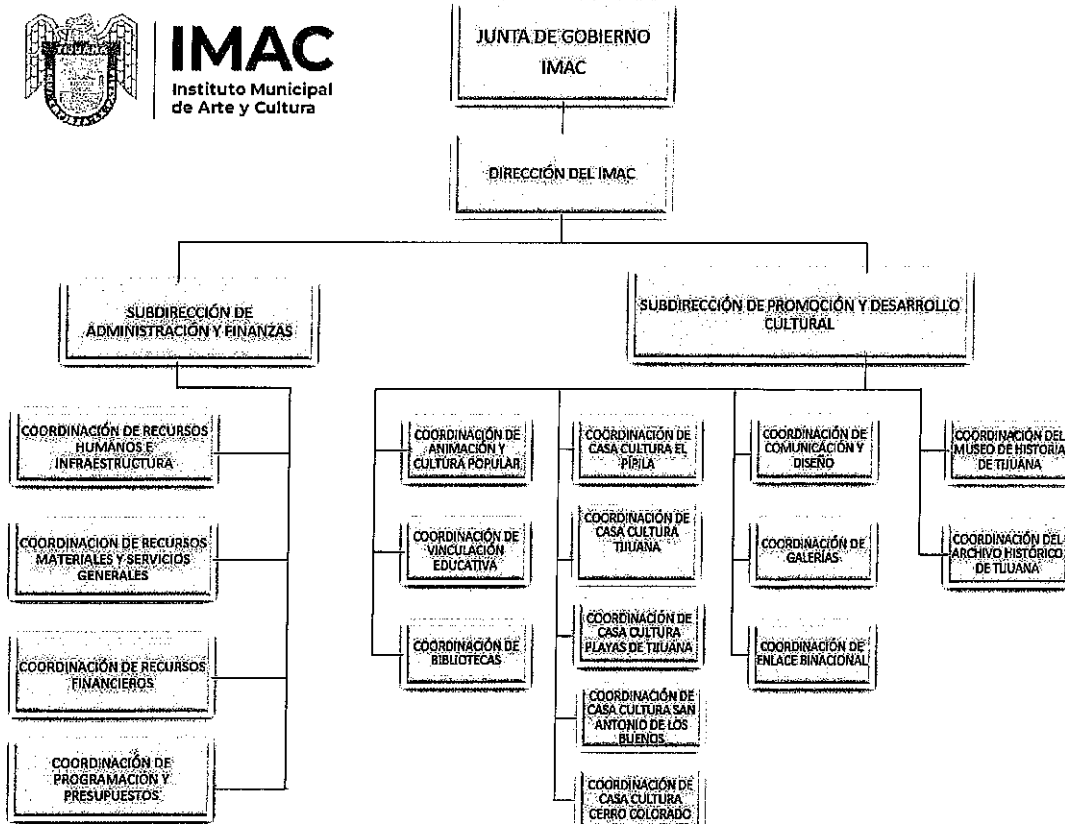 IMAC
Instituto Municipal
de Arte y Cultura
JUNTA DE GOBIERNO
IMAC
DIRECCIÓN DEL IMAC
SUBDIRECCIÓN DE
ADMINISTRACIÓN Y FINANZAS
SUBDIRECCIÓN DE PROMOCIÓN Y DESARROLLO
CULTURAL
COORDINACIÓN DE RECURSOS
HUMANOS E
INFRAESTRUCTURA
COORDINACION DE RECURSOS
MATERIALES Y SERVICIOS
GENERALES
COORDINACIÓN DE RECURSOS
FINANCIEROS
COORDINACIÓN DE
PROGRAMACIÓN Y
PRESUPUESTOS
COORDINACIÓN DE
ANIMACIÓN Y
CULTURA POPULAR
COORDINACIÓN DE
VINCULACIÓN
EDUCATIVA
COORDINACIÓN DE
BIBLIOTECAS
COORDINACIÓN DE
CASA CULTURA EL
PÍPILA
COORDINACIÓN DE
CASA CULTURA
TIJUANA
COORDINACIÓN DE
CASA CULTURA
PLAYAS DE TIJUANA
COORDINACIÓN DE
CASA CULTURA SAN
ANTONIO DE LOS
BUENOS
COORDINACIÓN DE
CASA CULTURA
CERRO COLORADO
COORDINACIÓN DE
COMUNICACIÓN Y
DISEÑO
COORDINACIÓN DE
GALERÍAS
COORDINACIÓN DE
ENLACE BINACIONAL
COORDINACIÓN DEL
MUSEO DE HISTORIA
DE TIJUANA
COORDINACIÓN DEL
ARCHIVO HISTÓRICO
DE TIJUANA